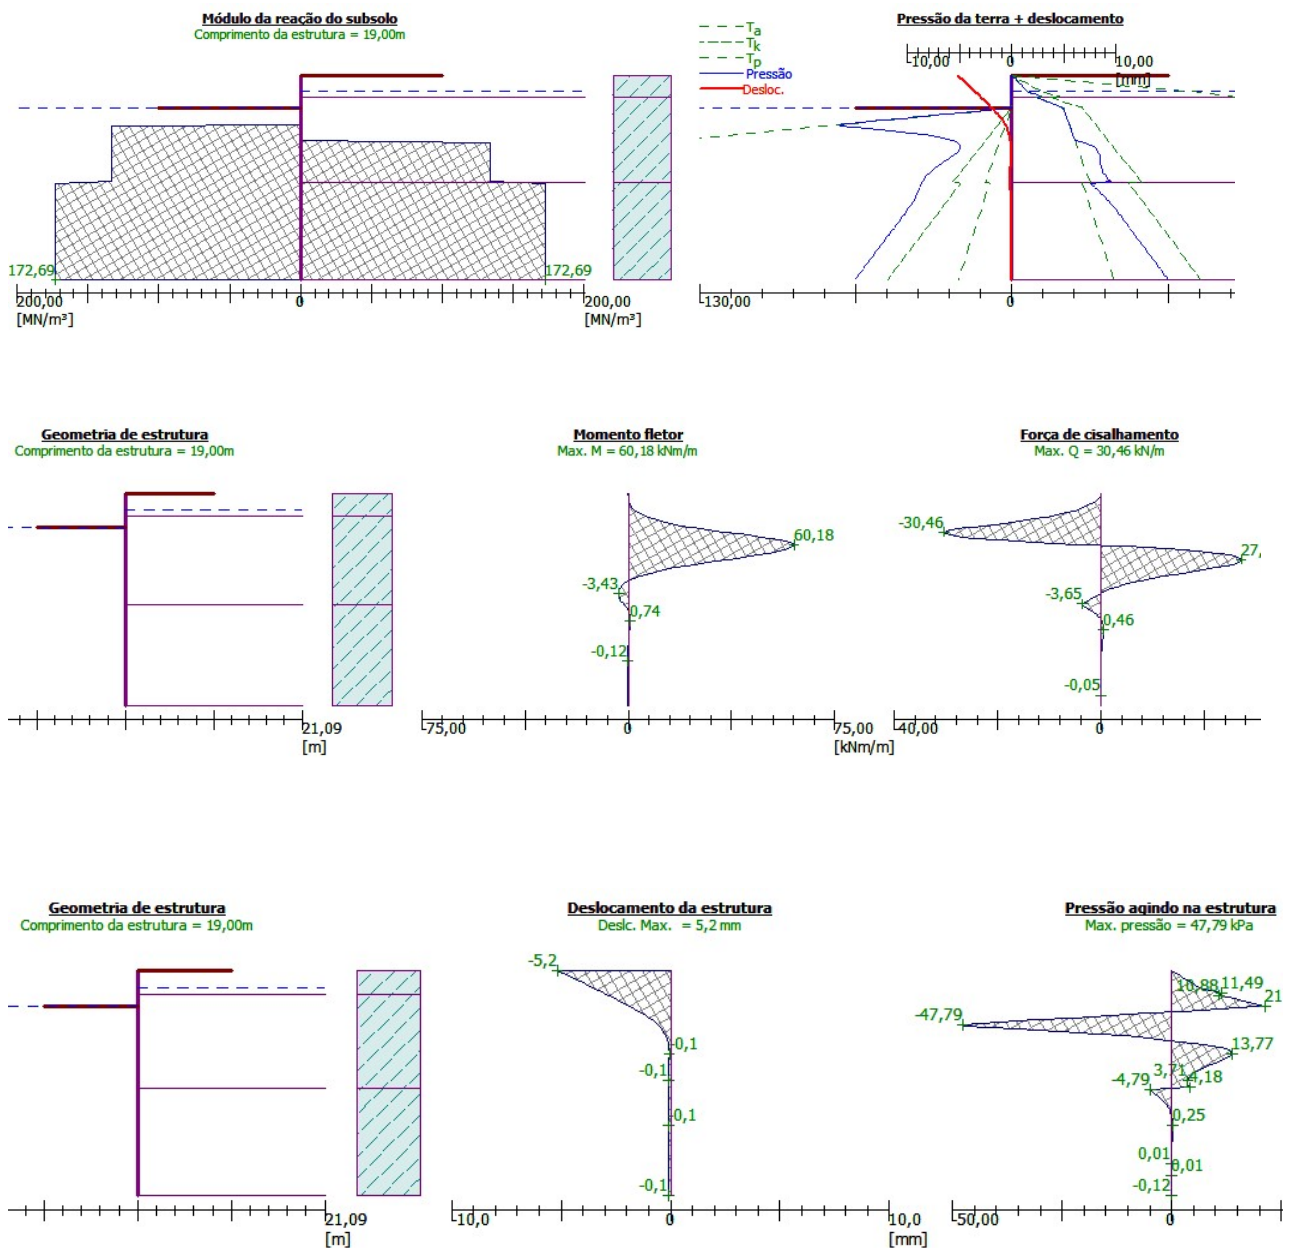 Módulo da reação do subsolo
Comprimento da estrutura = 19,00m
172,69
172,69
200,00
0
200,00
[MN/m³]
[MN/m³]
Pressão da terra + deslocamento
Ta
Tk
Tp
Pressão
Desloc.
-10,00
0
10,00
[mm]
-130,00
0
Geometria de estrutura
Comprimento da estrutura = 19,00m
21,09
[m]
Momento fletor
Max. M = 60,18 kNm/m
60,18
-3,43
0,74
-0,12
-75,00
0
75,00
[kNm/m]
Força de cisalhamento
Max. Q = 30,46 kN/m
-30,46
27,
-3,65
0,46
-0,05
-40,00
0
Geometria de estrutura
Comprimento da estrutura = 19,00m
21,09
[m]
Deslocamento da estrutura
Deslc. Max. = 5,2 mm
-5,2
-0,1
-0,1
0,1
-0,1
-10,0
0
10,0
[mm]
Pressão agindo na estrutura
Max. pressão = 47,79 kPa
10,88
11,49
21
-47,79
13,77
-4,79
4,18
0,25
0,01
0,01
-0,12
-50,00
0